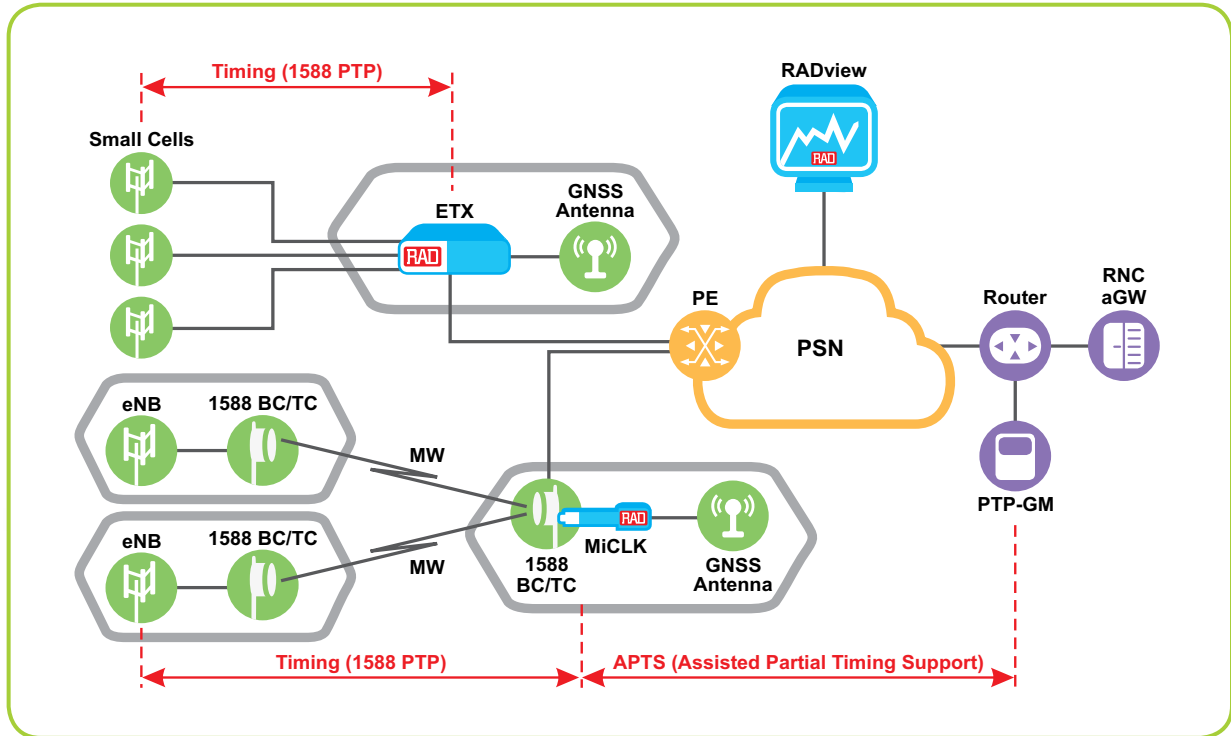 Timing (1588 PTP)
RADview
RAD
Small Cells
ETX
RAD
GNSS
Antenna
PE
PSN
Router
RNC
aGW
eNB
1588 BC/TC
MW
eNB
1588 BC/TC
MW
1588
BC/TC
RAD
MiCLK
GNSS
Antenna
PTP-GM
Timing (1588 PTP)
APTS (Assisted Partial Timing Support)